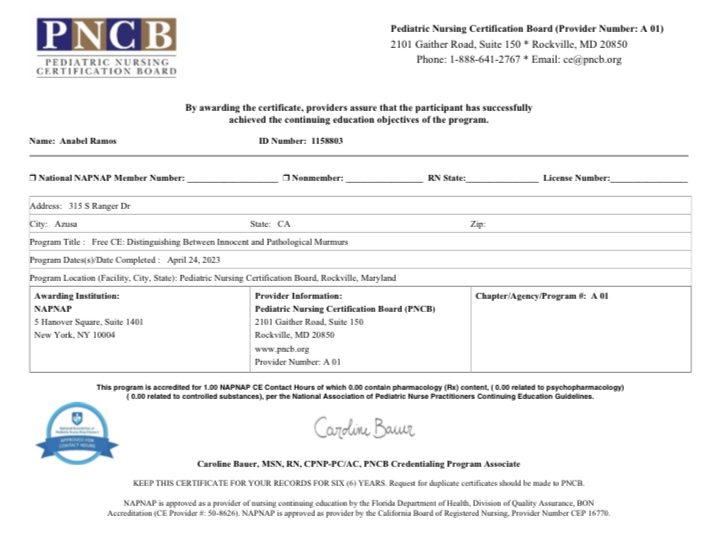 PNCB
PEDIATRIC NURSING
CERTIFICATION BOARD
Pediatric Nursing Certification Board (Provider Number: A 01)
2101 Gaither Road, Suite 150 * Rockville, MD 20850
Phone: 1-888-641-2767 * Email: ce@pncb.org
By awarding the certificate, providers assure that the participant has successfully
achieved the continuing education objectives of the program.
Name: Anabel Ramos ID Number: 1158803
❒ National NAPNAP Member Number: ____________________ ❒ Nonmember: _________________ RN State:________________ License Number:_________________
Address: 315 S Ranger Dr
City: Azusa State: CA Zip:
Program Title : Free CE: Distinguishing Between Innocent and Pathological Murmurs
Program Dates(s)/Date Completed : April 24, 2023
Program Location (Facility, City, State): Pediatric Nursing Certification Board, Rockville, Maryland
Awarding Institution:
NAPNAP
5 Hanover Square, Suite 1401
New York, NY 10004
Provider Information:
Pediatric Nursing Certification Board (PNCB)
2101 Gaither Road, Suite 150
Rockville, MD 20850
www.pncb.org
Provider Number: A 01
Chapter/Agency/Program #: A 01
This program is accredited for 1.00 NAPNAP CE Contact Hours of which 0.00 contain pharmacology (Rx) content, ( 0.00 related to psychopharmacology)
( 0.00 related to controlled substances), per the National Association of Pediatric Nurse Practitioners Continuing Education Guidelines.
APPROVED FOR
CONTACT HOURS
Caroline Bauer
Caroline Bauer, MSN, RN, CPNP-PC/AC, PNCB Credentialing Program Associate
KEEP THIS CERTIFICATE FOR YOUR RECORDS FOR SIX (6) YEARS. Request for duplicate certificates should be made to PNCB.
NAPNAP is approved as a provider of nursing continuing education by the Florida Department of Health, Division of Quality Assurance, BON
Accreditation (CE Provider #: 50-8626). NAPNAP is approved as provider by the California Board of Registered Nursing, Provider Number CEP 16770.